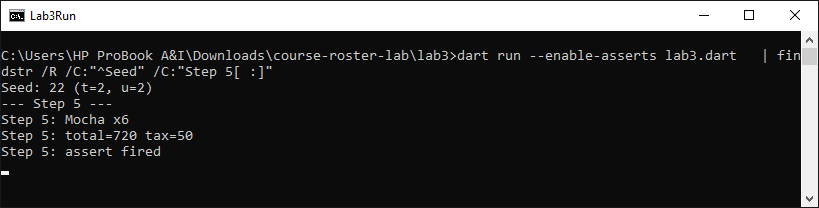 Lab3Run
C:\Users\HP ProBook A&I\Downloads\course-roster-lab\lab3>dart run --enable-asserts lab3.dart   | fin
dstr /R /C:"^Seed" /C:"Step 5[ :]"
Seed: 22 (t=2, u=2)
--- Step 5 ---
Step 5: Mocha x6
Step 5: total=720 tax=50
Step 5: assert fired